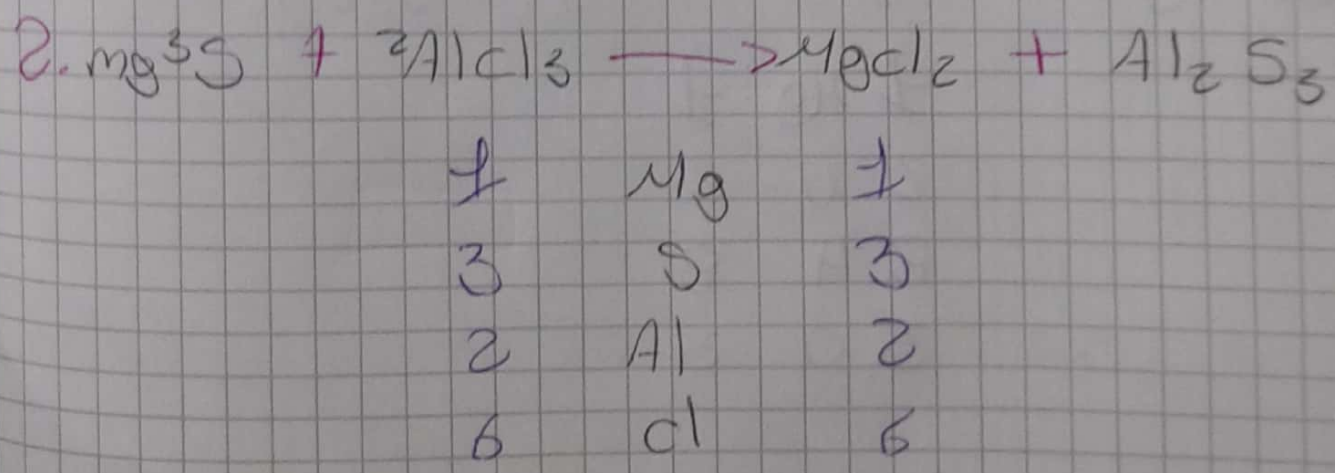 2. mg³S + ²AlCl₃ ⟶ MgCl₂ + Al₂S₃
1 Mg 1
3 S 3
2 Al 2
6 Cl 6